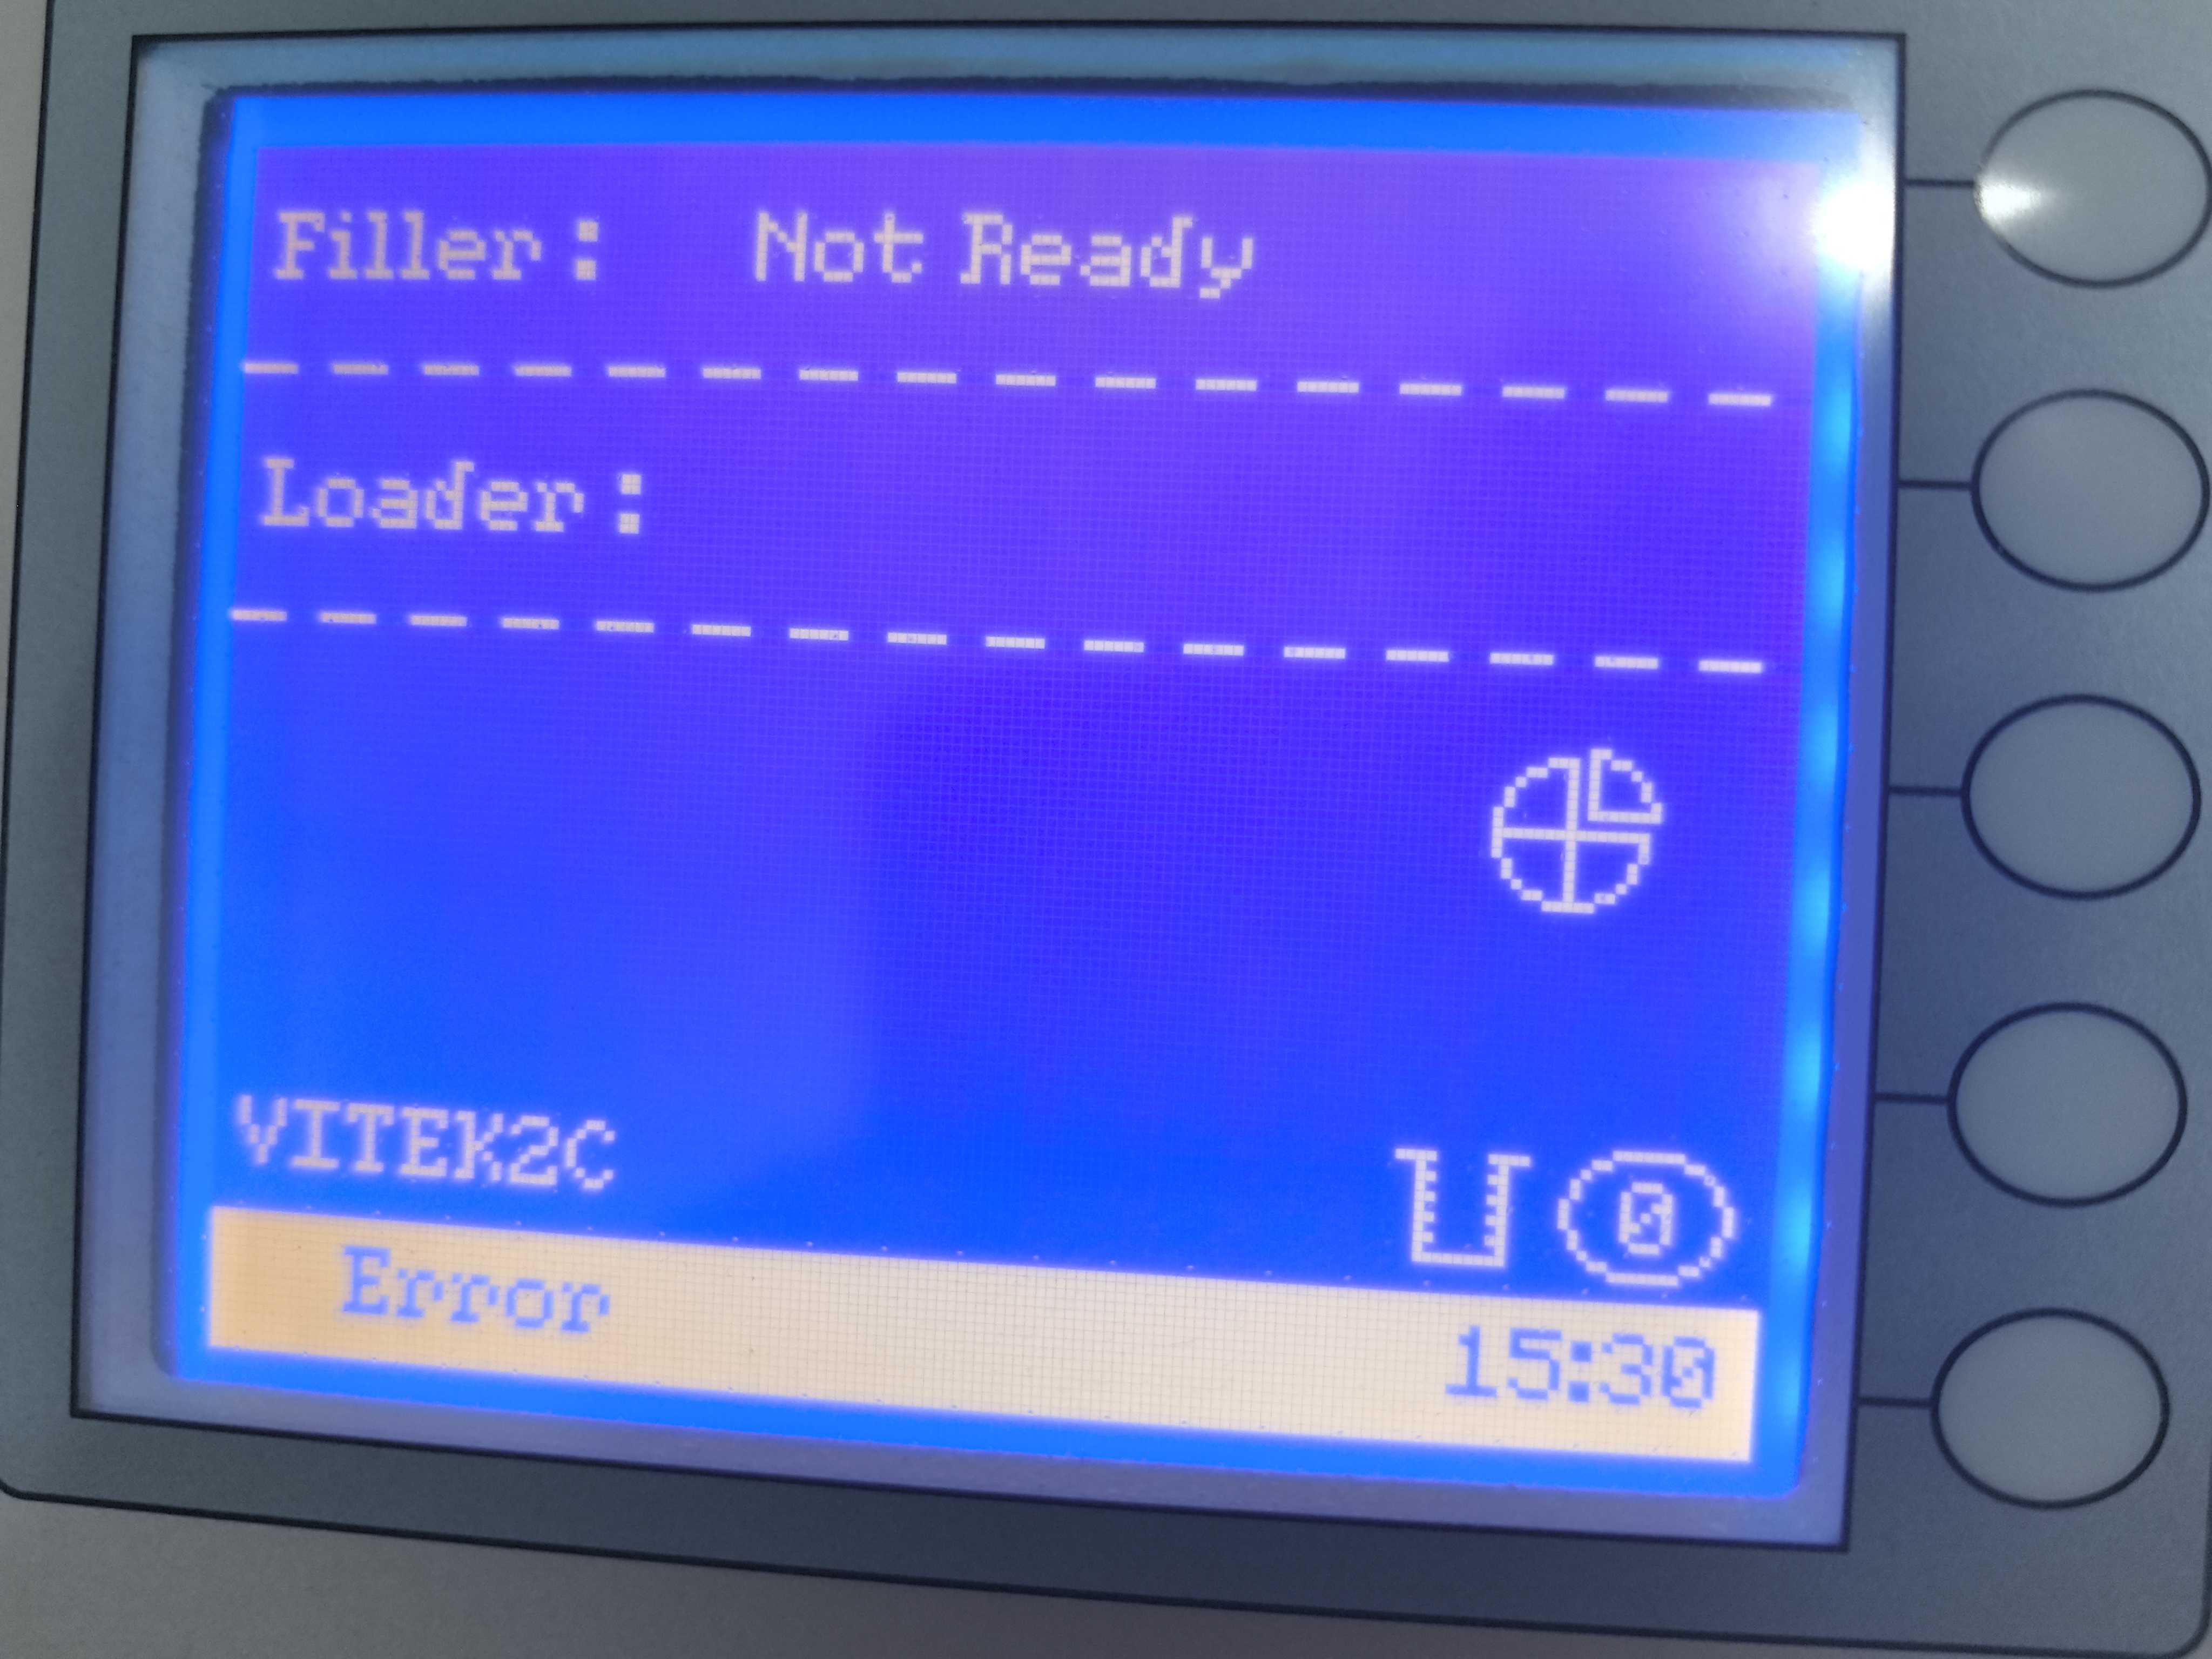 Filler: Not Ready
Loader:
VITEK2C
0
Error 15:30